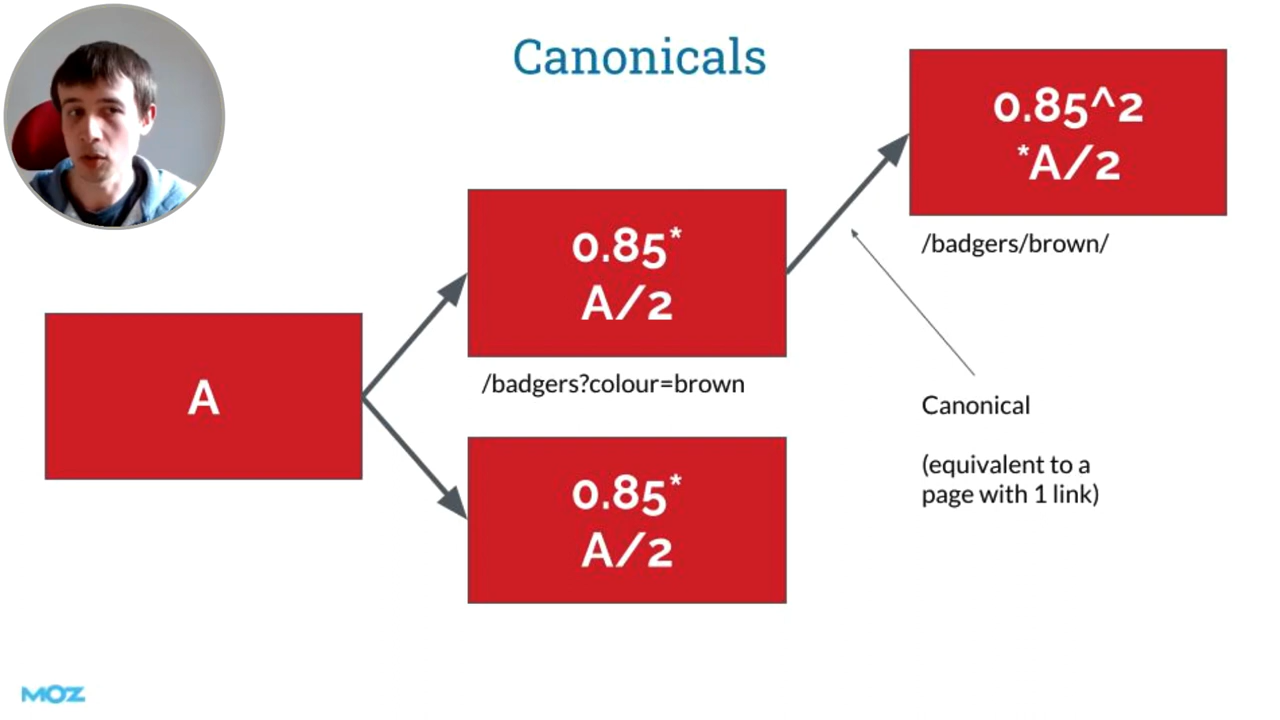 Canonicals
0.85^2
*A/2
/badgers/brown/
0.85*
A/2
/badgers?colour=brown
A
0.85*
A/2
Canonical
(equivalent to a
page with 1 link)
MOZ